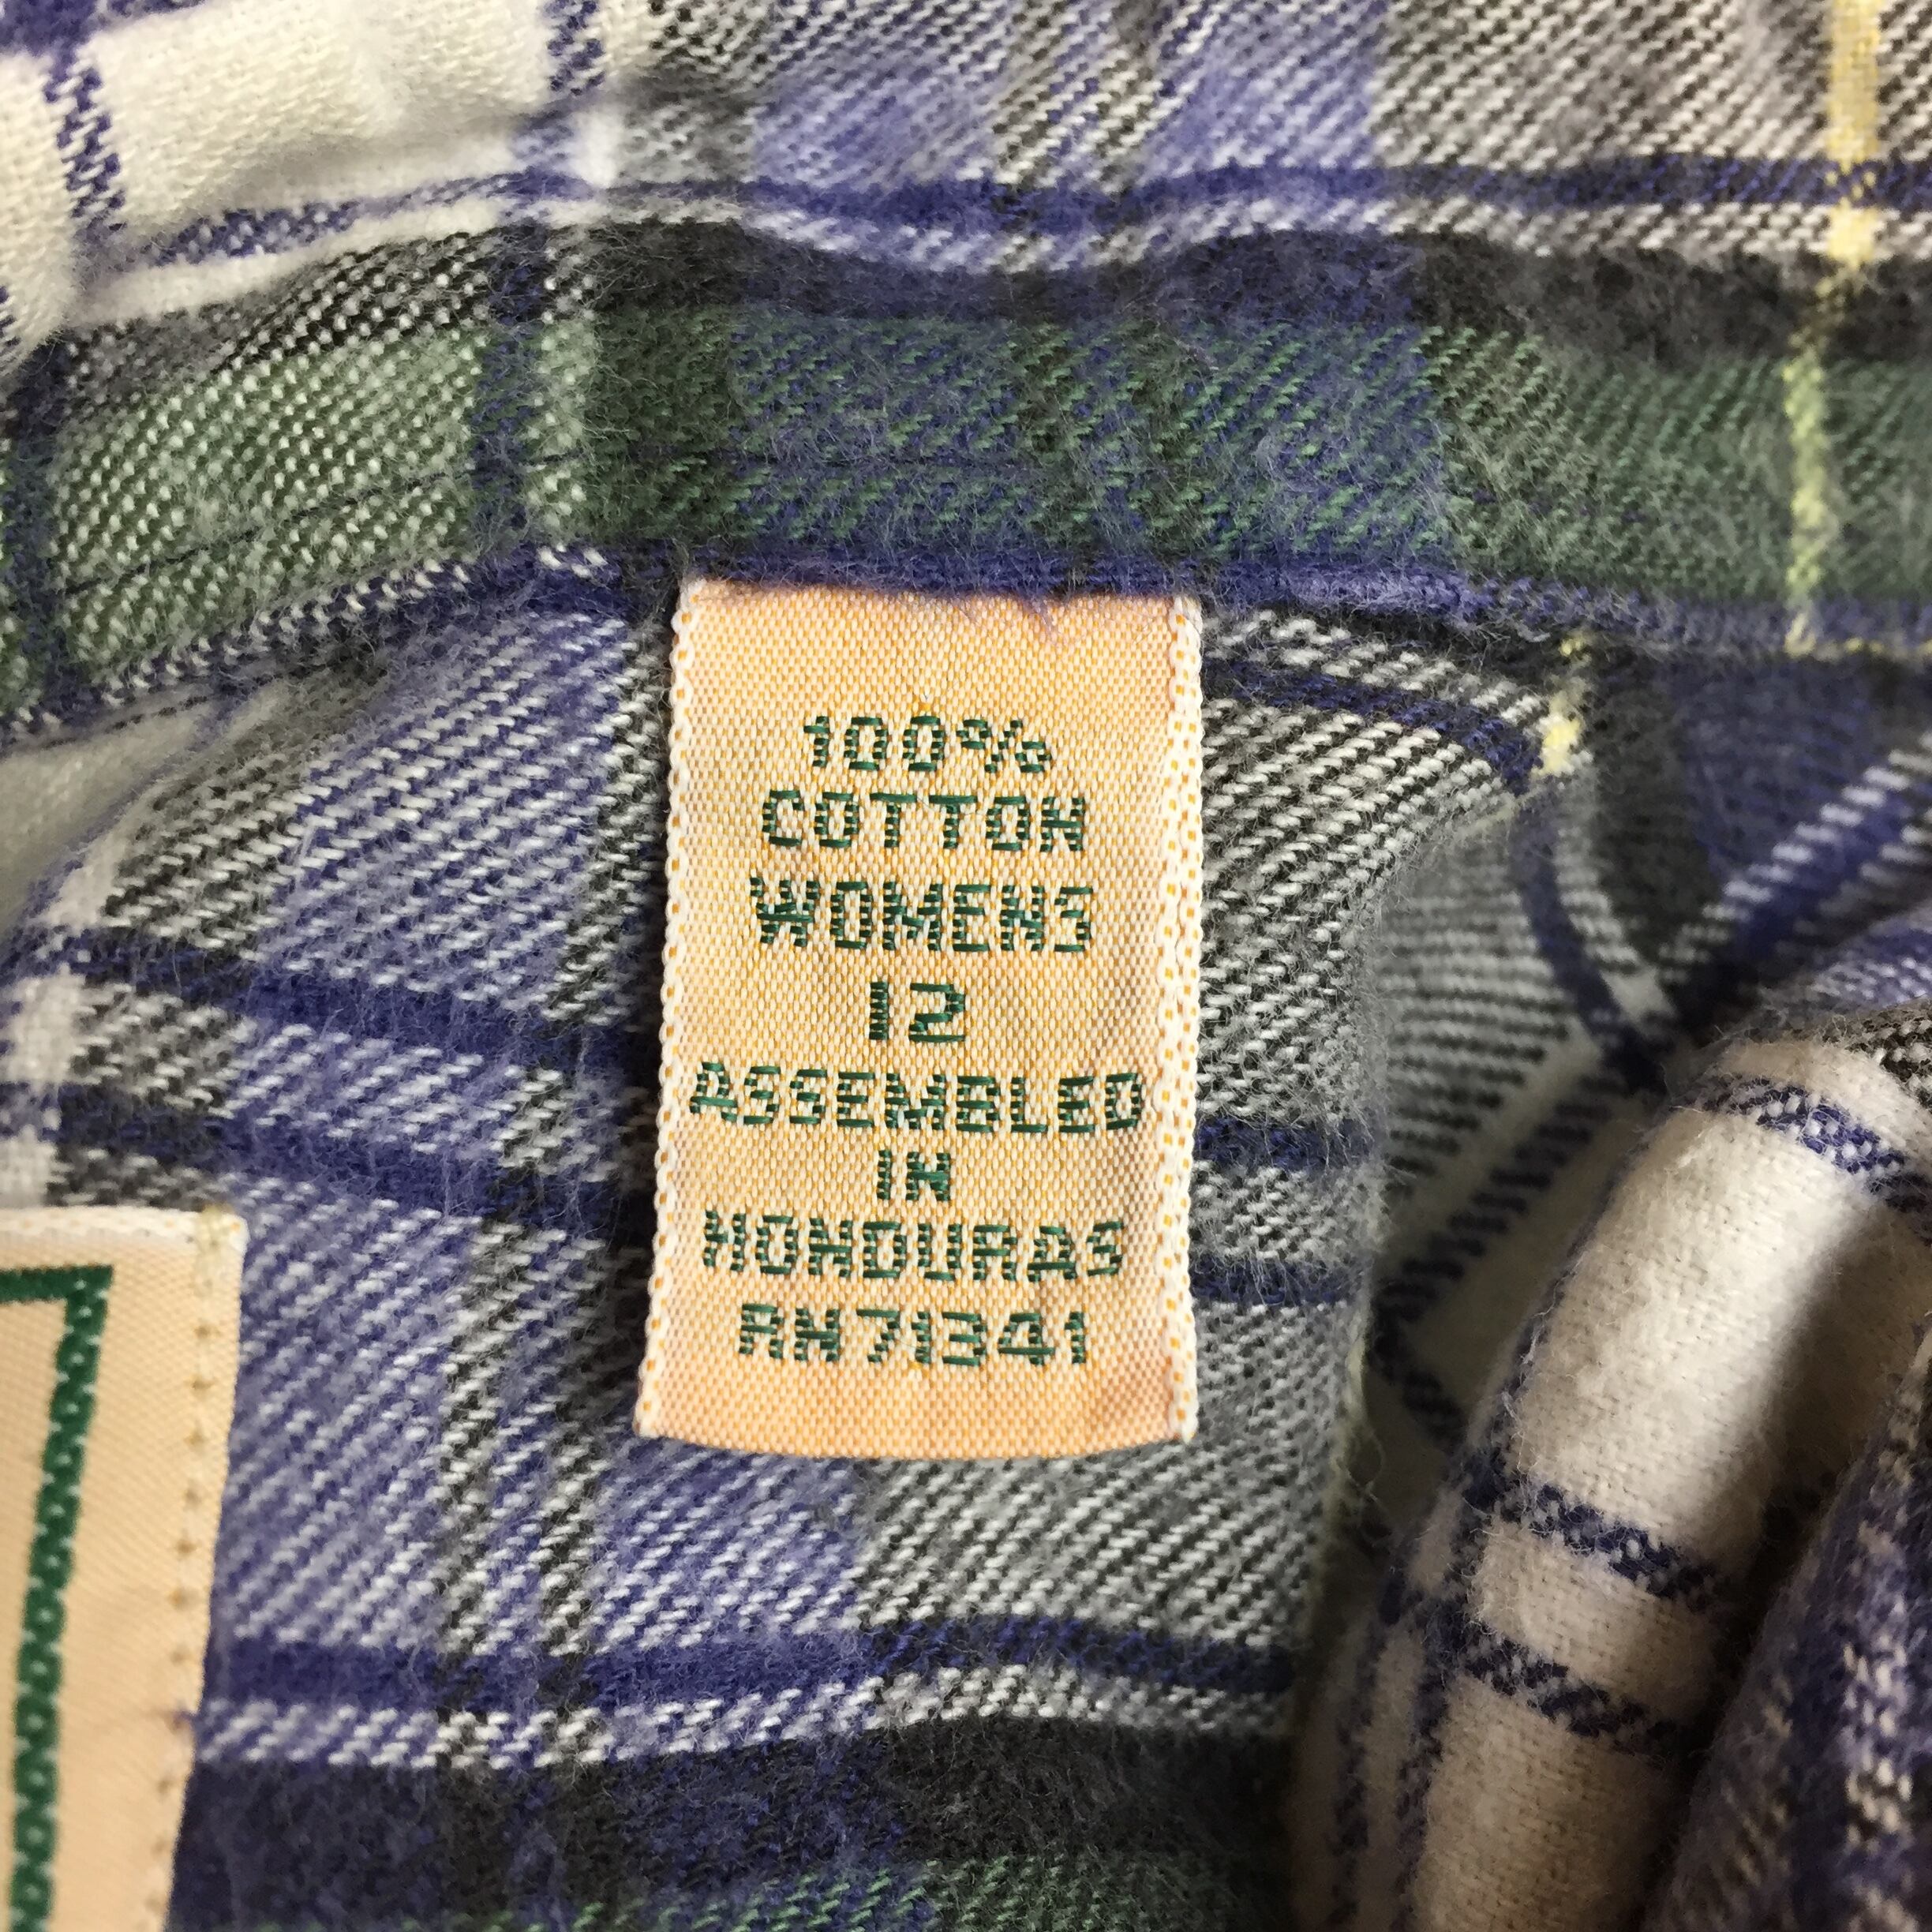 100%
COTTON
WOMENS
12
ASSEMBLED
IN
HONDURAS
RN71341